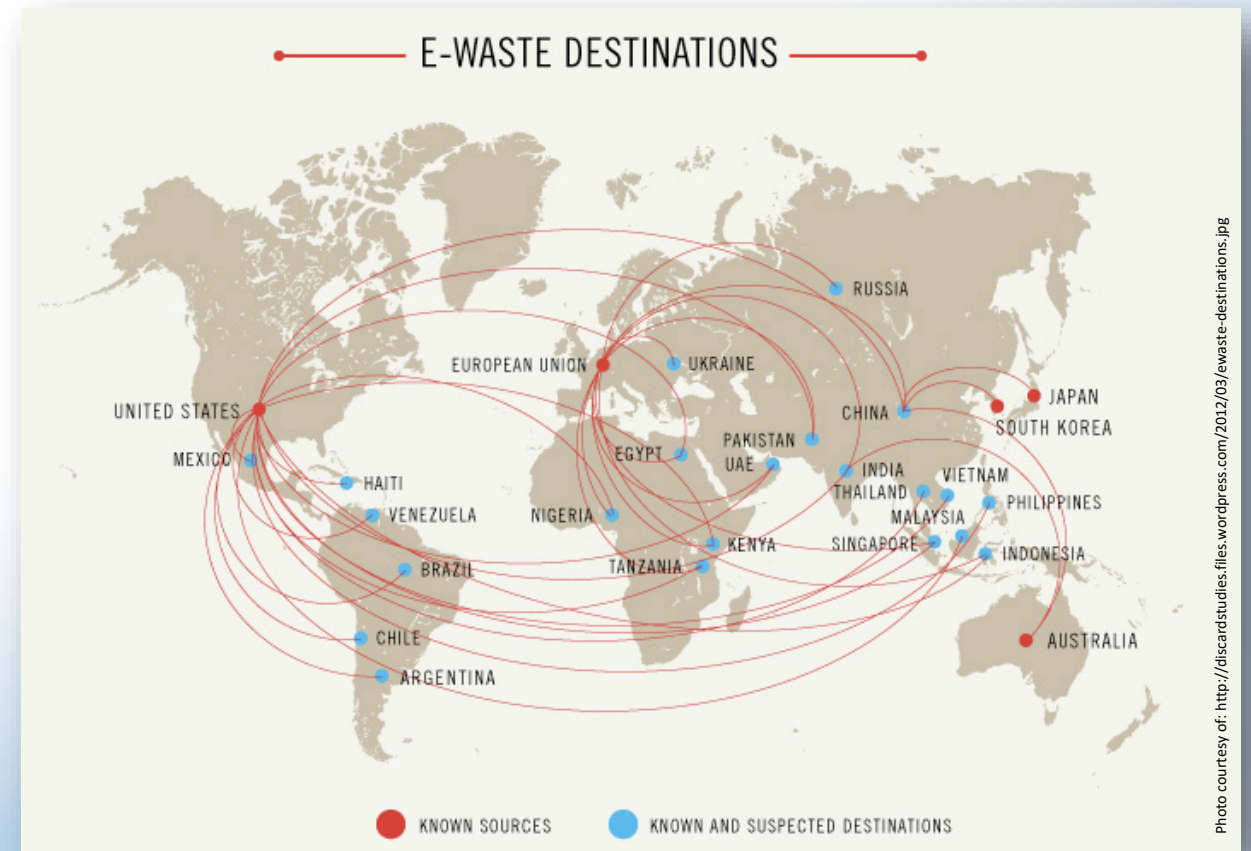 E-WASTE DESTINATIONS
RUSSIA
EUROPEAN UNION
UKRAINE
UNITED STATES
CHINA
JAPAN
SOUTH KOREA
MEXICO
EGYPT
PAKISTAN
UAE
INDIA
VIETNAM
HAITI
THAILAND
PHILIPPINES
VENEZUELA
NIGERIA
MALAYSIA
KENYA
SINGAPORE
INDONESIA
BRAZIL
TANZANIA
CHILE
AUSTRALIA
ARGENTINA
KNOWN SOURCES
KNOWN AND SUSPECTED DESTINATIONS
Photo courtesy of: http://discardstudies.files.wordpress.com/2012/03/ewaste-destinations.jpg